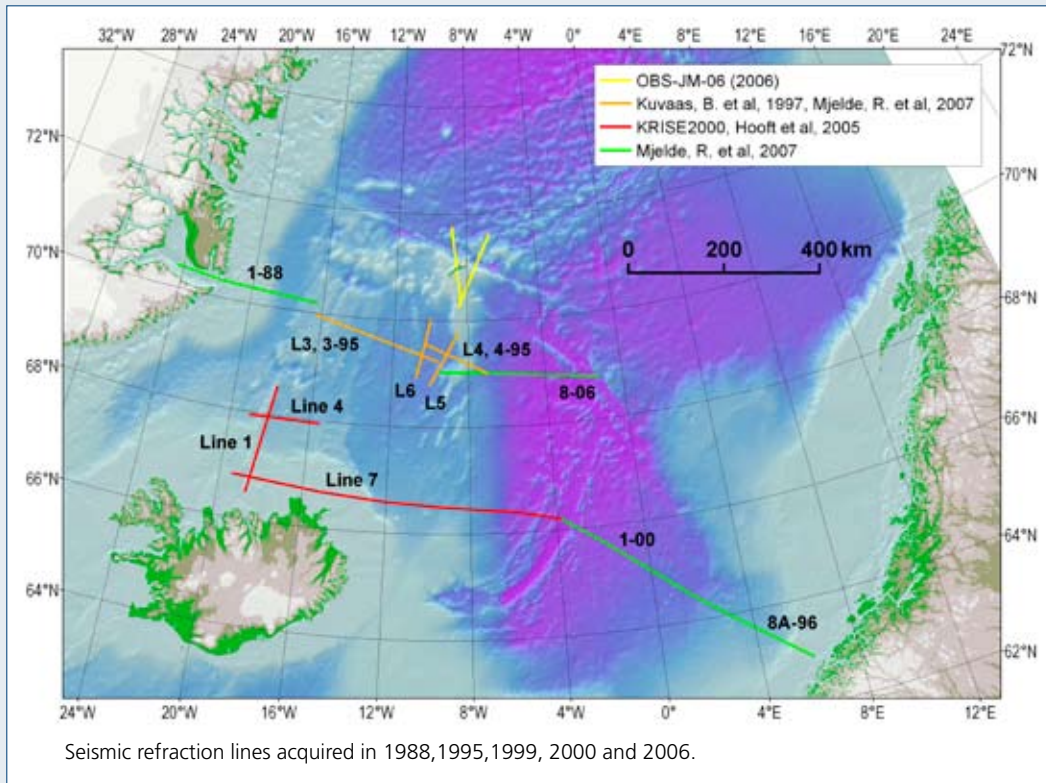 32°W 28°W 24°W 20°W 16°W 12°W 8°W 4°W 0° 4°E 8°E 12°E 16°E 20°E 24°E 72°N
OBS-JM-06 (2006)
Kuvaas, B. et al, 1997, Mjelde, R. et al, 2007
KRISE2000, Hooft et al, 2005
Mjelde, R. et al, 2007
72°N
70°N
70°N
0 200 400 km
1-88
68°N
L3, 3-95
L4, 4-95
68°N
L6
L5
8-06
Line 4
66°N
Line 1
66°N
Line 7
1-00
64°N
64°N
8A-96
62°N
24°W 20°W 16°W 12°W 8°W 4°W 0° 4°E 8°E 12°E
Seismic refraction lines acquired in 1988,1995,1999, 2000 and 2006.